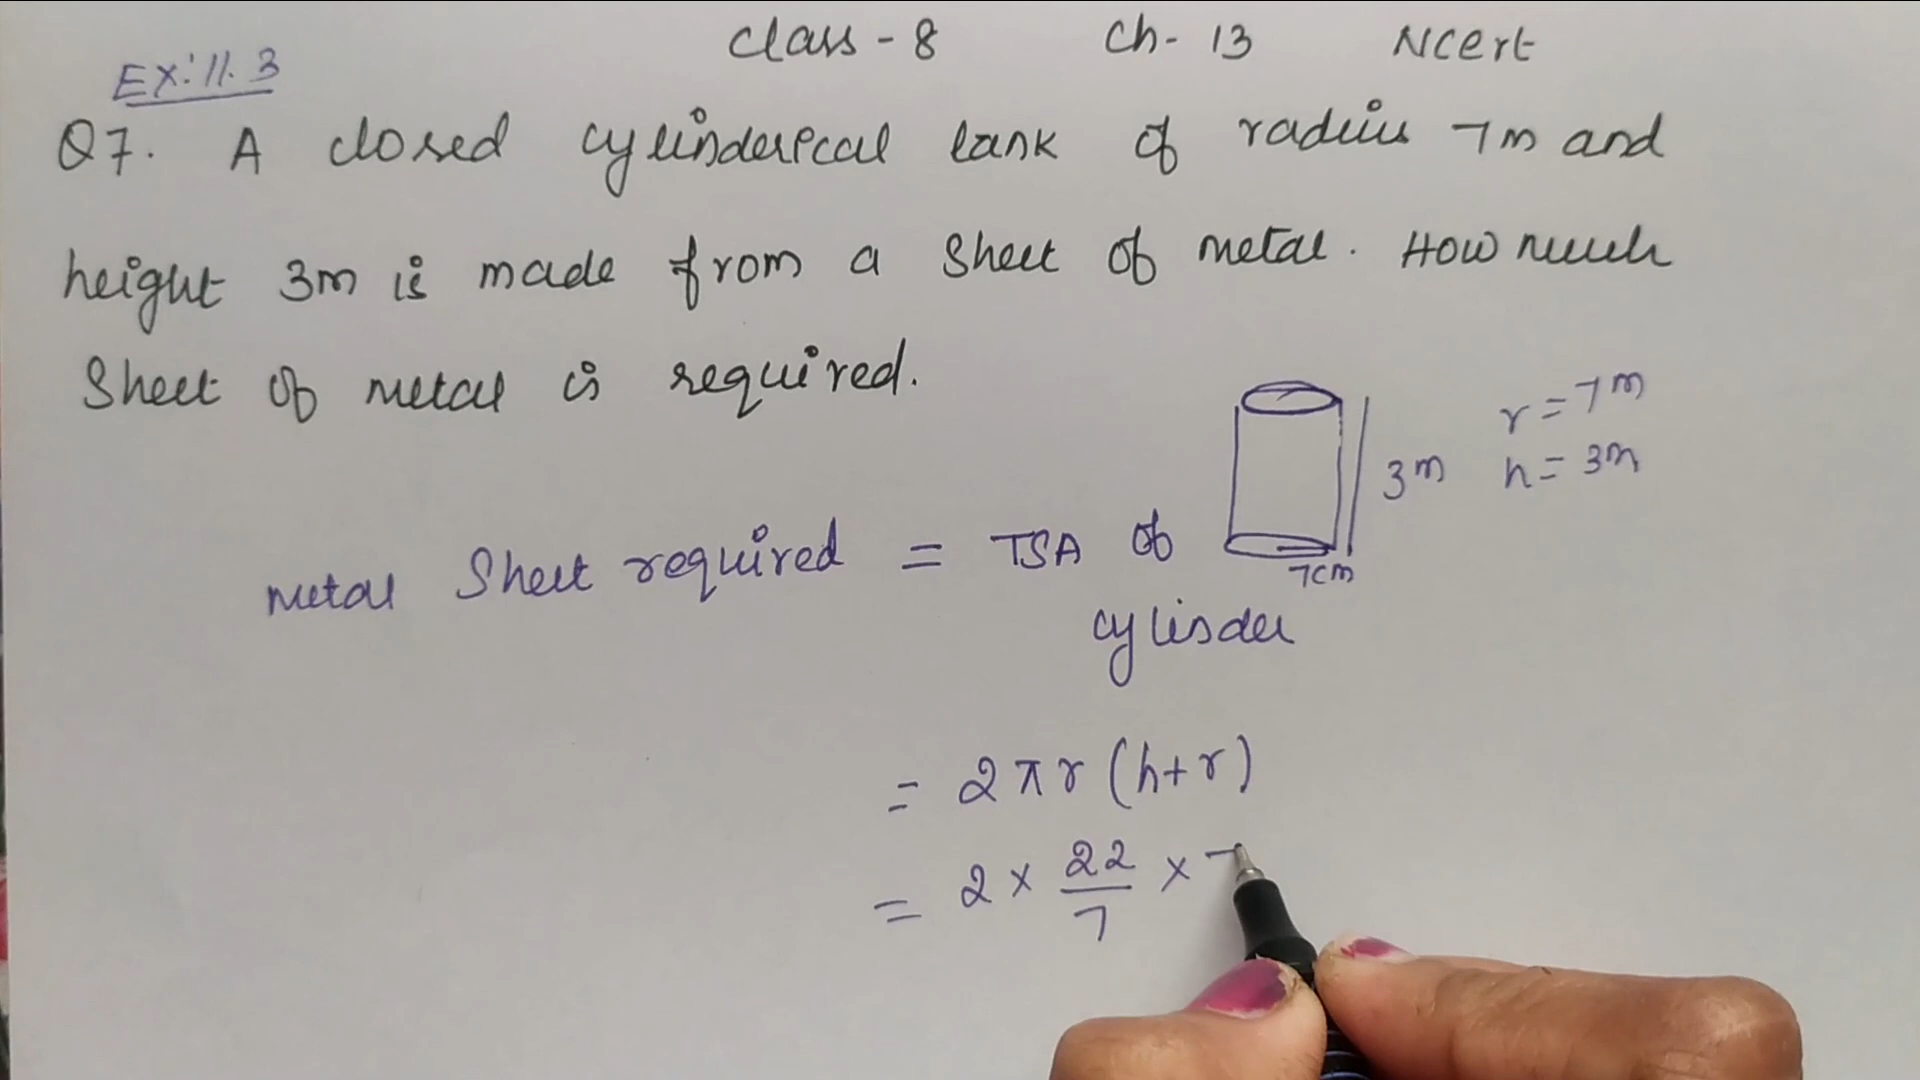 Class - 8 Ch- 13 NCert
Ex: 11.3
Q7. A closed cylinderical tank of radius 7m and
height 3m is made from a sheet of metal. How much
Sheet of metal is required.
r = 7m
3m h = 3m
Metal Sheet required = TSA of
7cm
cylinder
= 2πr (h+r)
= 2 × 22/7 × 7